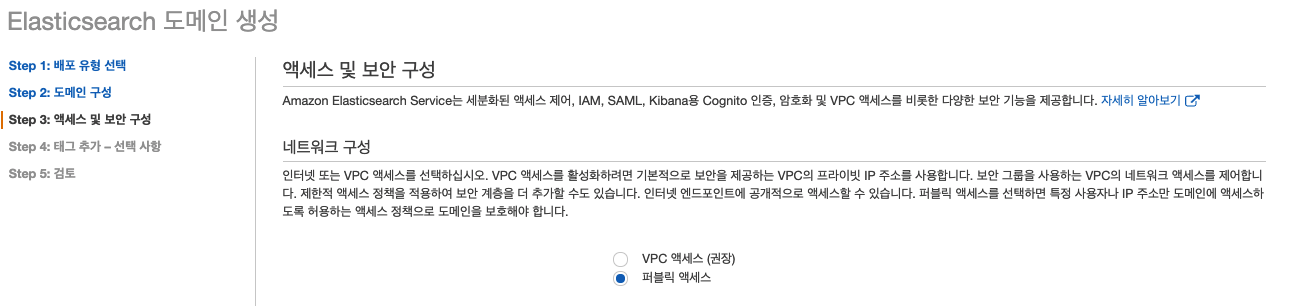 Elasticsearch 도메인 생성
Step 1: 배포 유형 선택
Step 2: 도메인 구성
Step 3: 액세스 및 보안 구성
Step 4: 태그 추가 – 선택 사항
Step 5: 검토
액세스 및 보안 구성
Amazon Elasticsearch Service는 세분화된 액세스 제어, IAM, SAML, Kibana용 Cognito 인증, 암호화 및 VPC 액세스를 비롯한 다양한 보안 기능을 제공합니다. 자세히 알아보기
네트워크 구성
인터넷 또는 VPC 액세스를 선택하십시오. VPC 액세스를 활성화하려면 기본적으로 보안을 제공하는 VPC의 프라이빗 IP 주소를 사용합니다. 보안 그룹을 사용하는 VPC의 네트워크 액세스를 제어합니
다. 제한적 액세스 정책을 적용하여 보안 계층을 더 추가할 수도 있습니다. 인터넷 엔드포인트에 공개적으로 액세스할 수 있습니다. 퍼블릭 액세스를 선택하면 특정 사용자나 IP 주소만 도메인에 액세스하
도록 허용하는 액세스 정책으로 도메인을 보호해야 합니다.
VPC 액세스 (권장)
퍼블릭 액세스